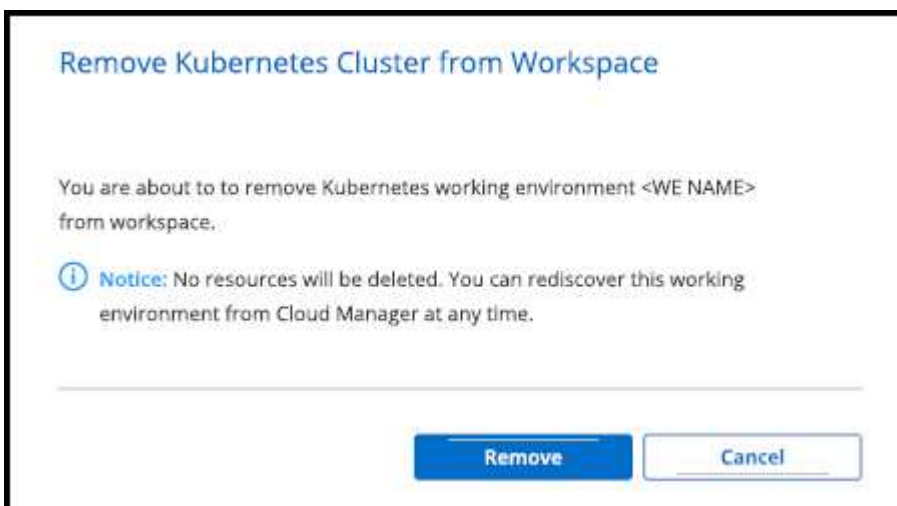 Remove Kubernetes Cluster from Workspace
You are about to to remove Kubernetes working environment <WE NAME>
from workspace.
Notice: No resources will be deleted. You can rediscover this working
environment from Cloud Manager at any time.
Remove
Cancel